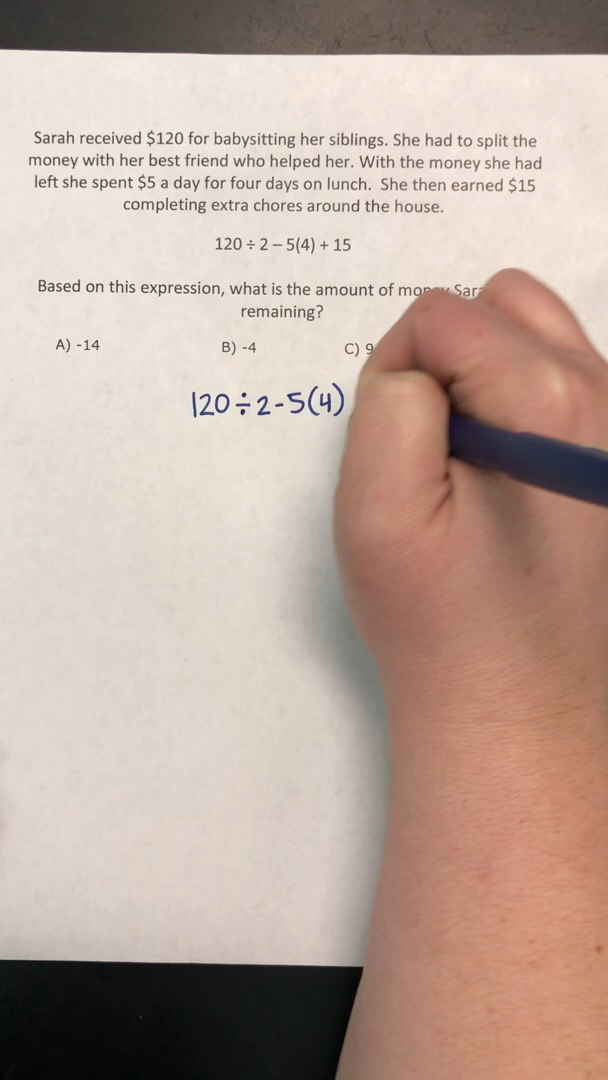 Sarah received $120 for babysitting her siblings. She had to split the
money with her best friend who helped her. With the money she had
left she spent $5 a day for four days on lunch. She then earned $15
completing extra chores around the house.
120 ÷ 2 – 5(4) + 15
Based on this expression, what is the amount of money
remaining?
A) -14 B) -4 C) 9
120÷2-5(4)